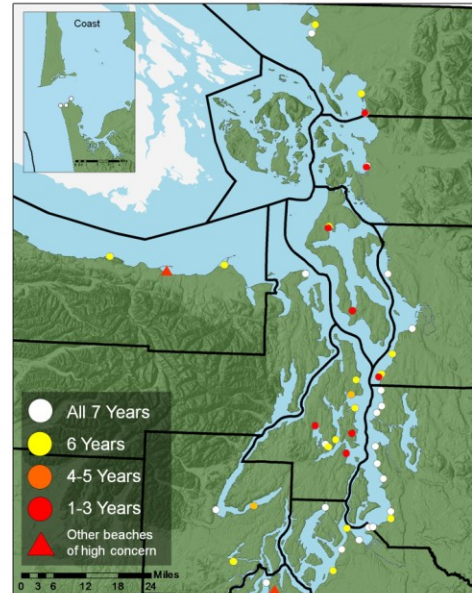 Coast
All 7 Years
6 Years
4-5 Years
1-3 Years
Other beaches
of high concern
Miles
0 3 6 12 18 24